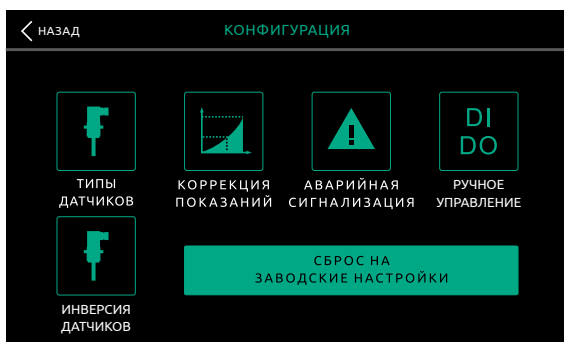 НАЗАД
КОНФИГУРАЦИЯ
DI
DO
ТИПЫ
ДАТЧИКОВ
КОРРЕКЦИЯ
ПОКАЗАНИЙ
АВАРИЙНАЯ
СИГНАЛИЗАЦИЯ
РУЧНОЕ
УПРАВЛЕНИЕ
СБРОС НА
ЗАВОДСКИЕ НАСТРОЙКИ
ИНВЕРСИЯ
ДАТЧИКОВ